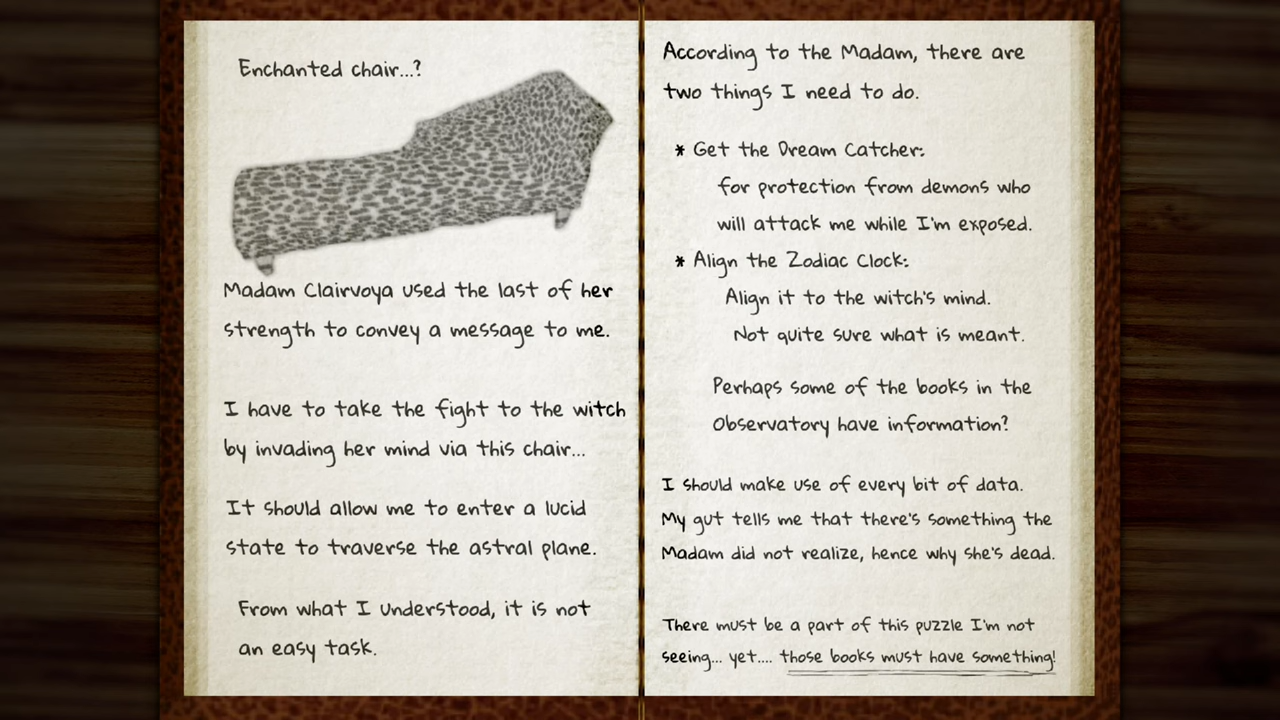 Enchanted chair...?
Madam Clairvoya used the last of her
strength to convey a message to me.
I have to take the fight to the witch
by invading her mind via this chair...
It should allow me to enter a lucid
state to traverse the astral plane.
From what I understood, it is not
an easy task.
According to the Madam, there are
two things I need to do.
* Get the Dream Catcher:
for protection from demons who
will attack me while I'm exposed.
* Align the Zodiac Clock:
Align it to the witch's mind.
Not quite sure what is meant.
Perhaps some of the books in the
Observatory have information?
I should make use of every bit of data.
My gut tells me that there's something the
Madam did not realize, hence why she's dead.
There must be a part of this puzzle I'm not
seeing... yet.... those books must have something!